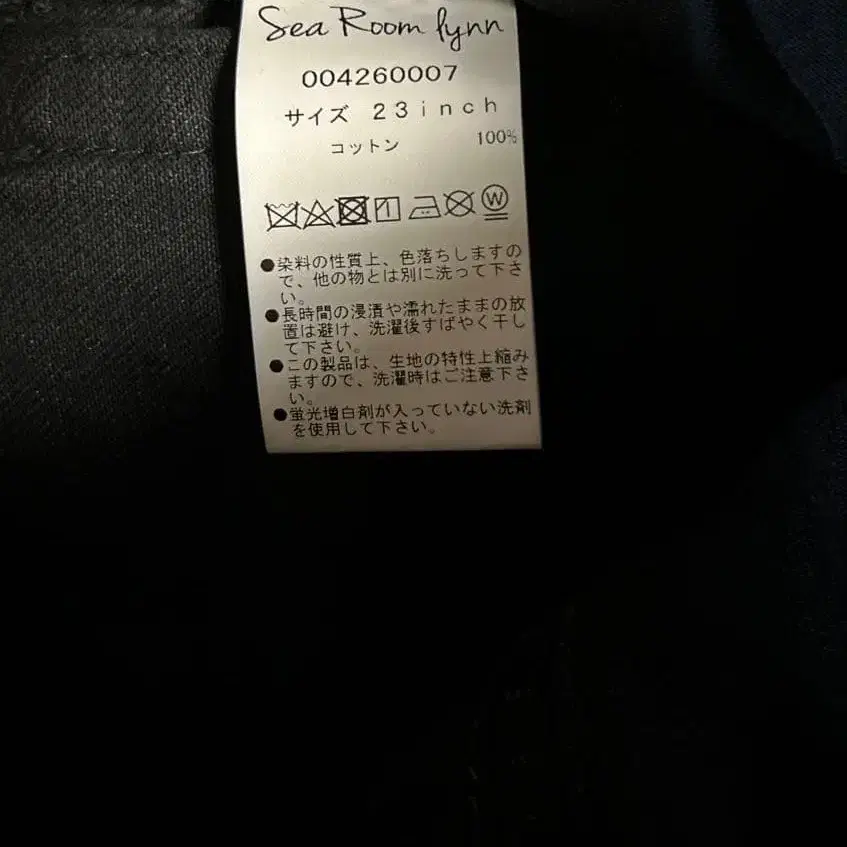 Sea Room lynn
004260007
サイズ 23inch
コットン 100%
W
●染料の性質上、色落ちしますの
で、他の物とは別に洗って下さ
い。
●長時間の浸漬や濡れたままの放
置は避け、洗濯後すばやく干し
て下さい。
●この製品は、生地の特性上縮み
ますので、洗濯時はご注意下さ
い。
●蛍光増白剤が入っていない洗剤
を使用して下さい。